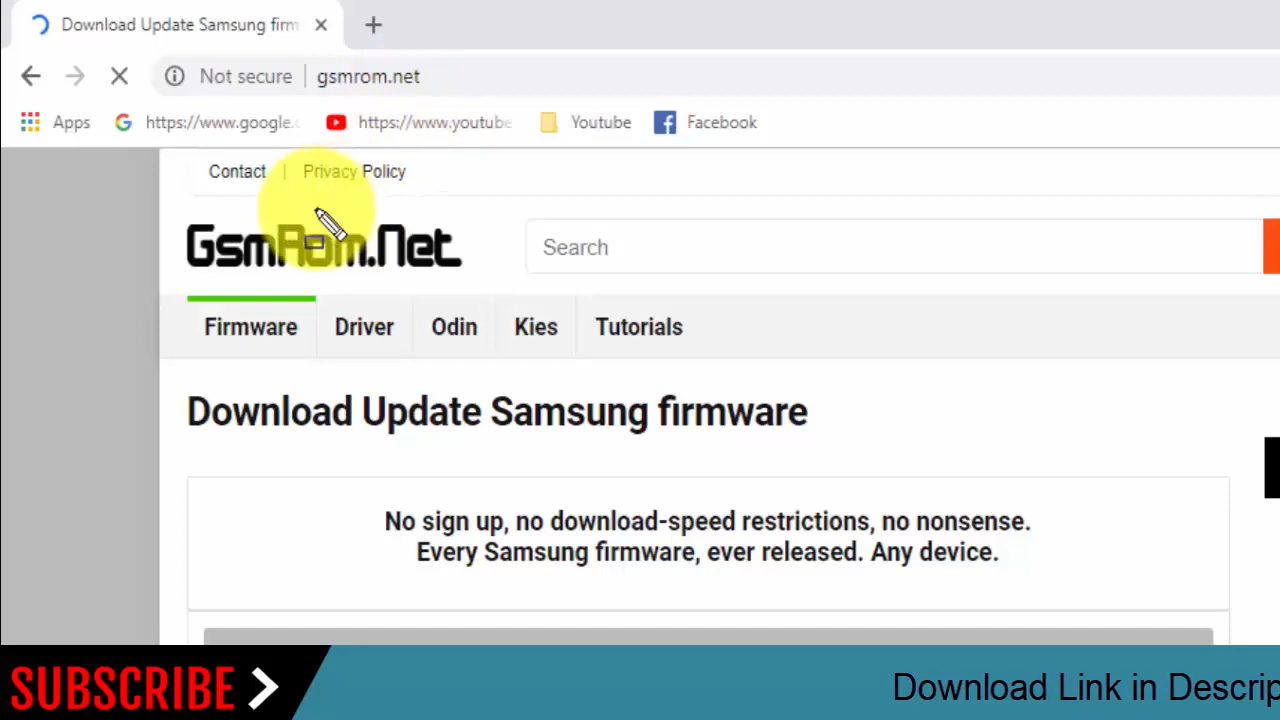 Download Update Samsung firm
Not secure gsmrom.net
Apps https://www.google.c https://www.youtube Youtube Facebook
Contact | Privacy Policy
GsmRom.Net Search
Firmware Driver Odin Kies Tutorials
Download Update Samsung firmware
No sign up, no download-speed restrictions, no nonsense.
Every Samsung firmware, ever released. Any device.
SUBSCRIBE Download Link in Descrip